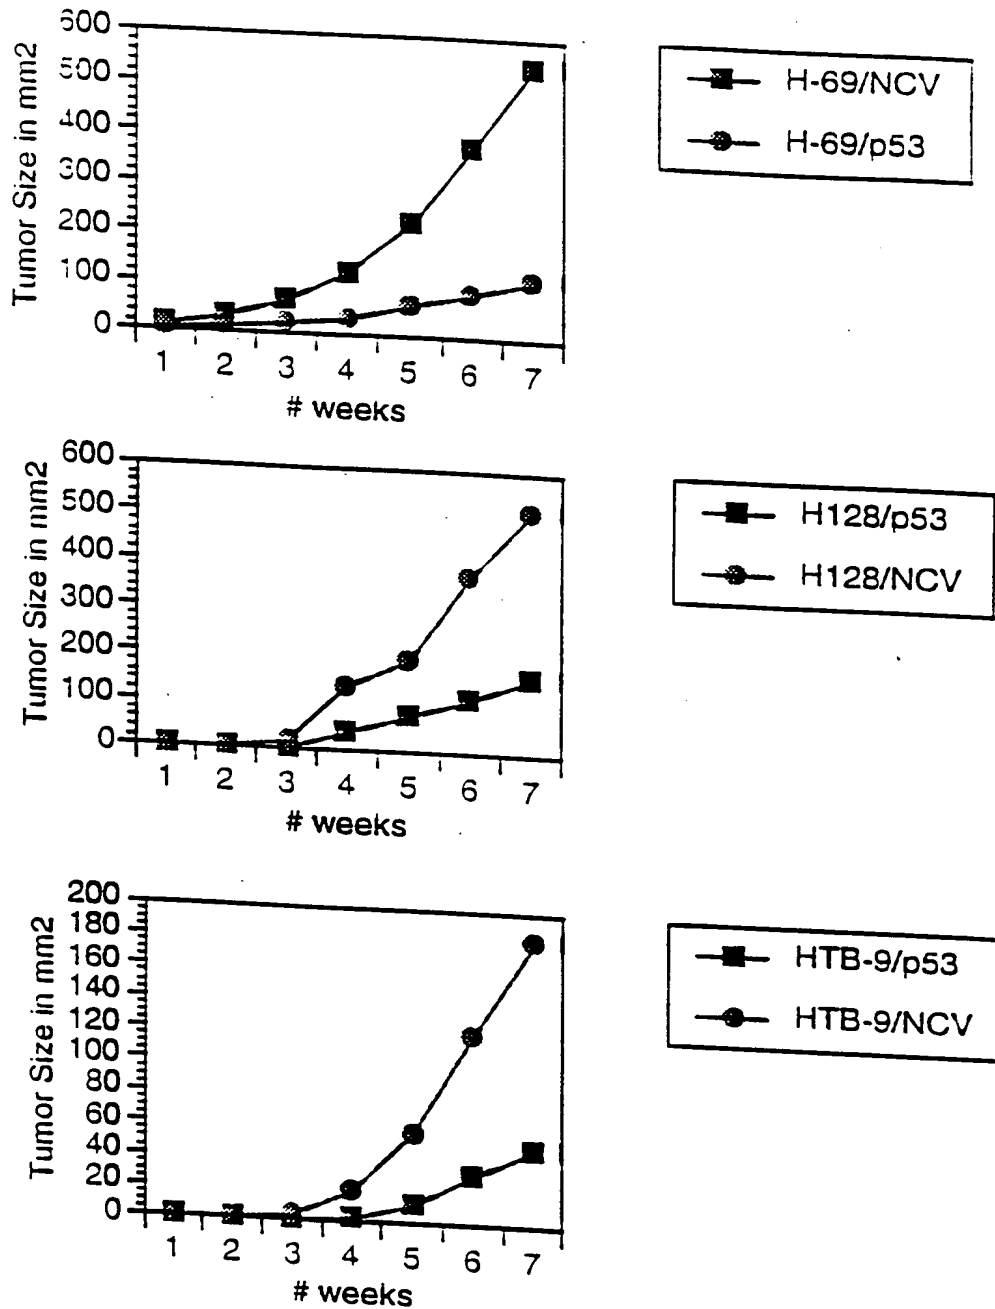 600
500
400
300
200
100
0
Tumor Size in mm2
1 2 3 4 5 6 7
# weeks
H-69/NCV
H-69/p53
600
500
400
300
200
100
0
Tumor Size in mm2
1 2 3 4 5 6 7
# weeks
H128/p53
H128/NCV
200
180
160
140
120
100
80
60
40
20
0
Tumor Size in mm2
1 2 3 4 5 6 7
# weeks
HTB-9/p53
HTB-9/NCV